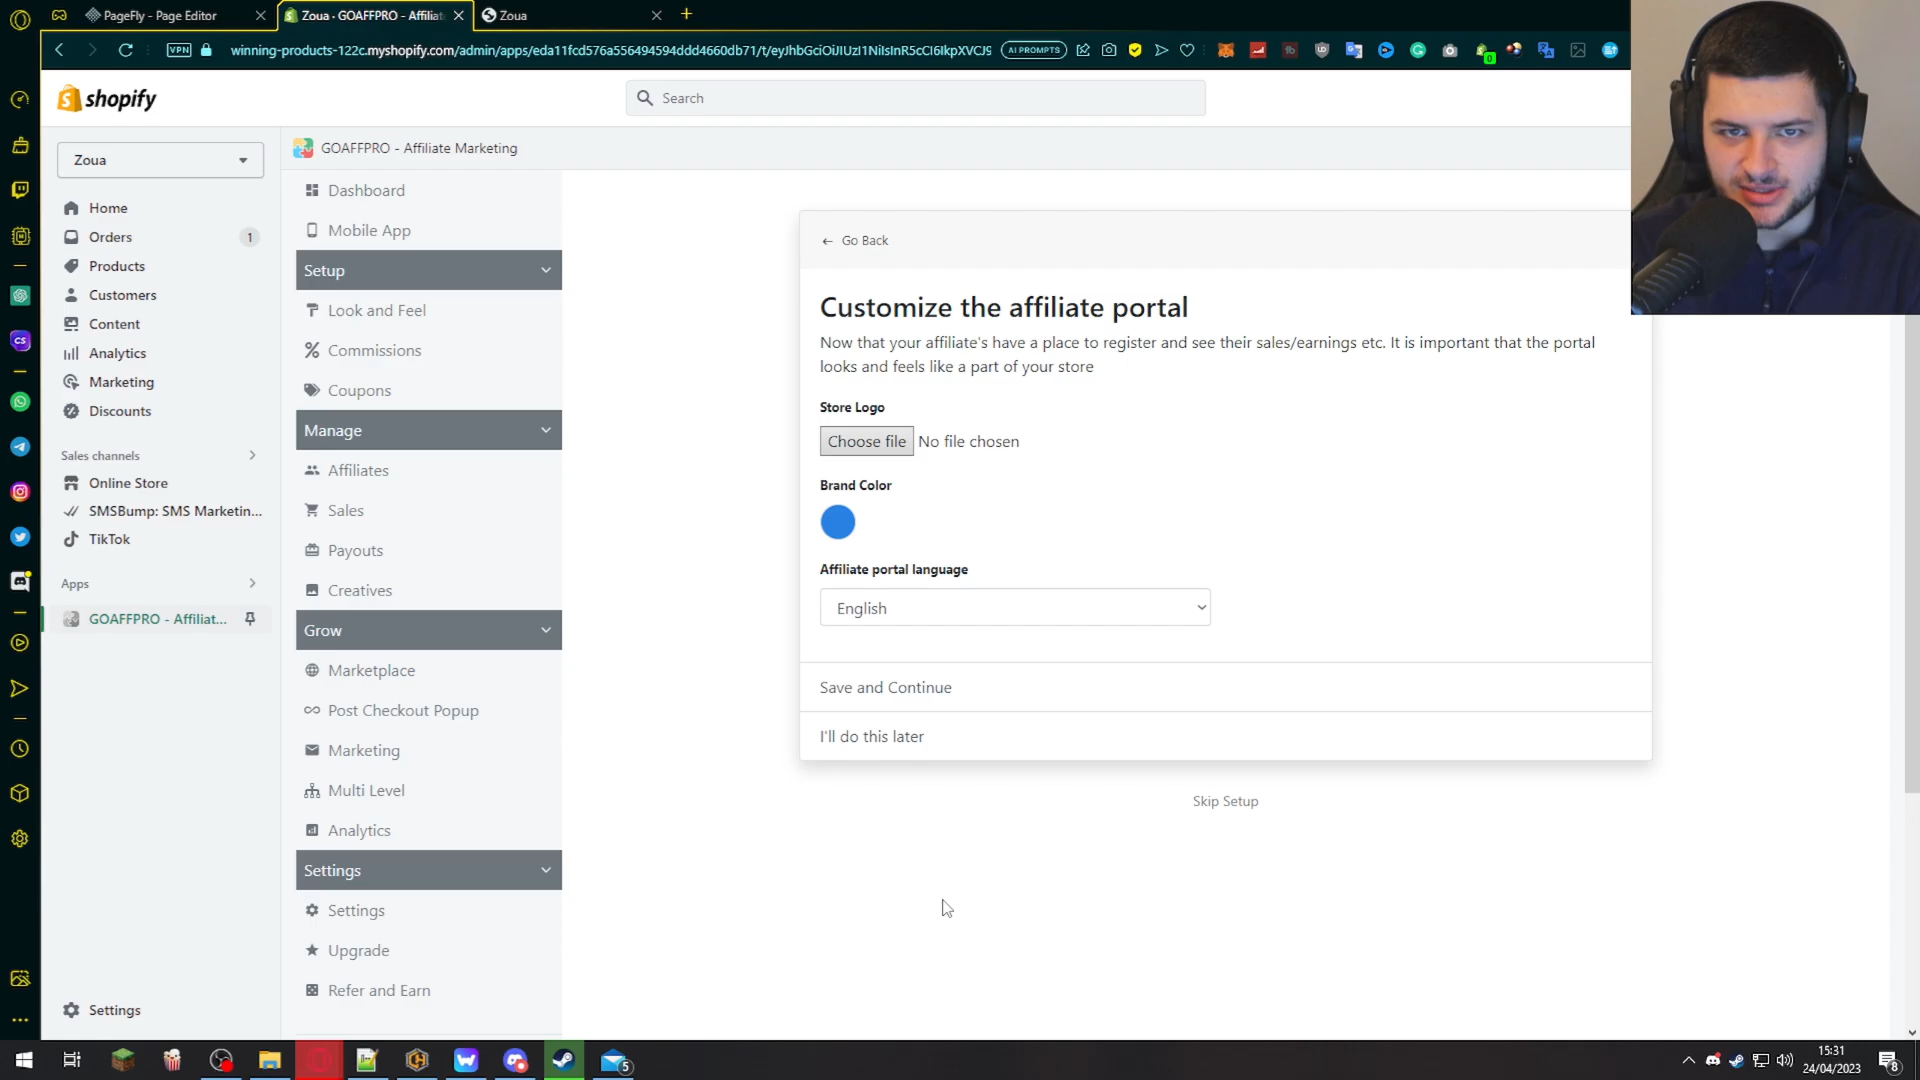 PageFly - Page Editor
Zoua · GOAFFPRO - Affiliat
Zoua
VPN
winning-products-122c.myshopify.com/admin/apps/eda11fcd576a556494594ddd4660db71/t/eyJhbGciOiJIUzI1NiIsInR5cCI6IkpXVCJ9
AI PROMPTS
0
shopify
Search
Zoua
Home
Orders
1
Products
Customers
Content
Analytics
Marketing
Discounts
Sales channels
Online Store
SMSBump: SMS Marketin...
TikTok
Apps
GOAFFPRO - Affiliat...
Settings
GOAFFPRO - Affiliate Marketing
Dashboard
Mobile App
Setup
Look and Feel
Commissions
Coupons
Manage
Affiliates
Sales
Payouts
Creatives
Grow
Marketplace
Post Checkout Popup
Marketing
Multi Level
Analytics
Settings
Settings
Upgrade
Refer and Earn
← Go Back
Customize the affiliate portal
Now that your affiliate's have a place to register and see their sales/earnings etc. It is important that the portal
looks and feels like a part of your store
Store Logo
Choose file No file chosen
Brand Color
Affiliate portal language
English
Save and Continue
I'll do this later
Skip Setup
CS
5
15:31
24/04/2023
8